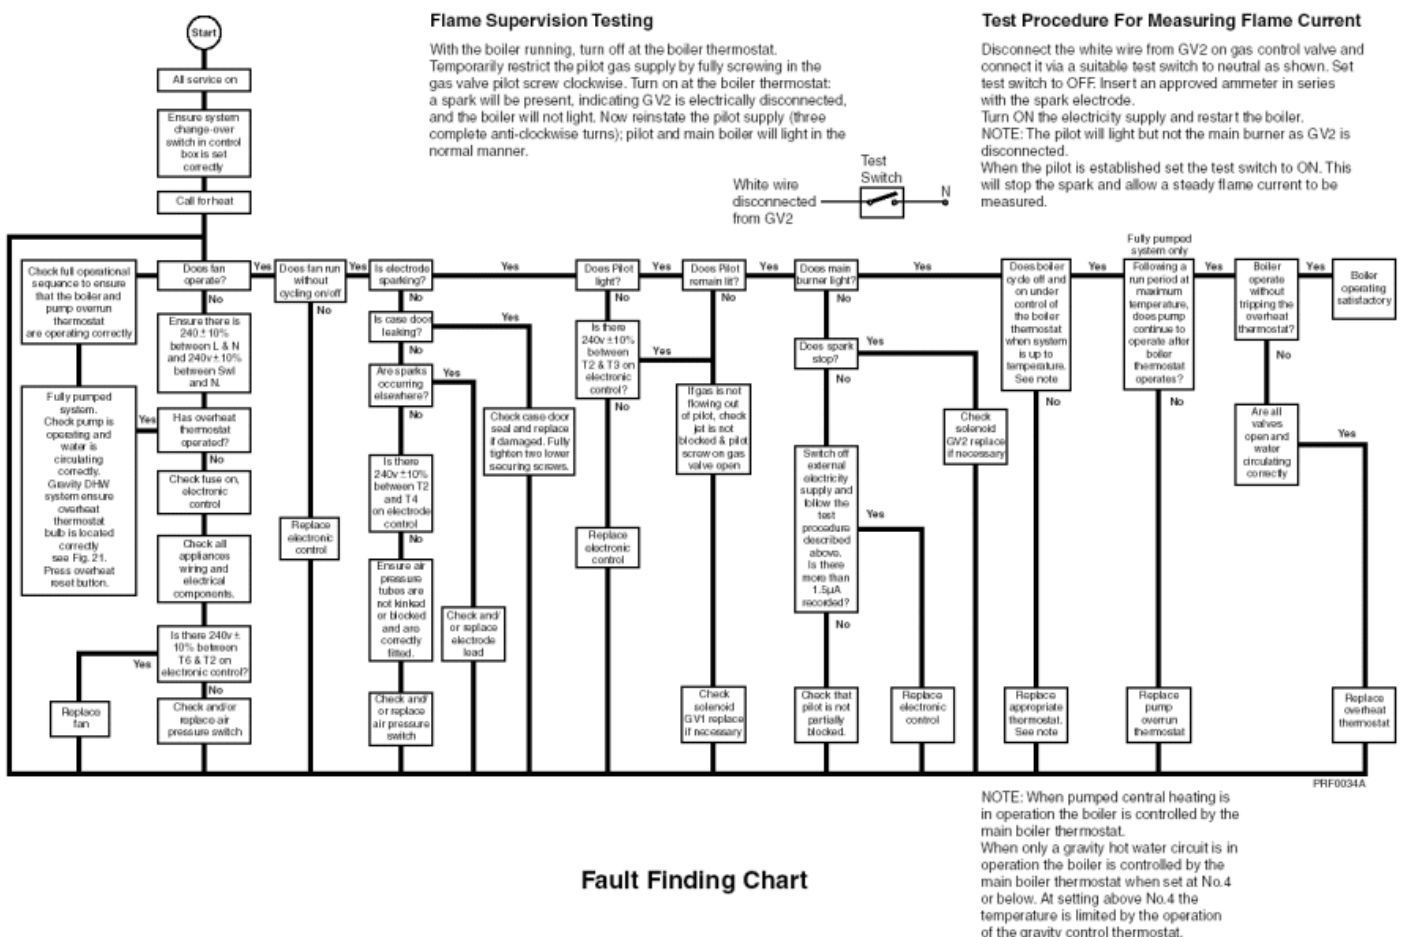 Flame Supervision Testing
With the boiler running, turn off at the boiler thermostat.
Temporarily restrict the pilot gas supply by fully screwing in the
gas valve pilot screw clockwise. Turn on at the boiler thermostat:
a spark will be present, indicating GV2 is electrically disconnected,
and the boiler will not light. Now reinstate the pilot supply (three
complete anti-clockwise turns); pilot and main boiler will light in the
normal manner.
Test Procedure For Measuring Flame Current
Disconnect the white wire from GV2 on gas control valve and
connect it via a suitable test switch to neutral as shown. Set
test switch to OFF. Insert an approved ammeter in series
with the spark electrode.
Turn ON the electricity supply and restart the boiler.
NOTE: The pilot will light but not the main burner as GV2 is
disconnected.
When the pilot is established set the test switch to ON. This
will stop the spark and allow a steady flame current to be
measured.
White wire
disconnected
from GV2
Test
Switch
N
Start
All service on
Ensure system
change-over
switch in control
box is set
correctly
Call for heat
Check full operational
sequence to ensure
that the boiler and
pump overrun
thermostat
are operating correctly
Fully pumped
system.
Check pump is
operating and
water is
circulating
correctly.
Gravity DHW
system ensure
overheat
thermostat
bulb is located
correctly
see Fig. 21.
Press overheat
reset button.
Does fan
operate?
Yes
No
Ensure there is
240±10%
between L & N
and 240v±10%
between Swl
and N.
Has overheat
thermostat
operated?
Yes
No
Check fuse on,
electronic
control
Check all
appliances
wiring and
electrical
components.
Is there 240v±
10% between
T6 & T2 on
electronic control?
Yes
No
Replace
fan
Check and/or
replace air
pressure switch
Does fan run
without
cycling on/off
Yes
No
Replace
electronic
control
Is electrode
sparking?
Yes
No
Is case door
leaking?
Yes
No
Are sparks
occurring
elsewhere?
Yes
No
Is there
240v±10%
between T2
and T4
on electrode
control
No
Ensure air
pressure
tubes are
not kinked
or blocked
and are
correctly
fitted.
Check and/
or replace
air pressure
switch
Check and/
or replace
electrode
lead
Check case door
seal and replace
if damaged. Fully
tighten two lower
securing screws.
Does Pilot
light?
Yes
No
Is there
240v±10%
between
T2 & T3 on
electronic
control?
Yes
No
Replace
electronic
control
Does Pilot
remain lit?
Yes
No
If gas is not
flowing out
of pilot, check
jet is not
blocked & pilot
screw on gas
valve open
Check
solenoid
GV1 replace
if necessary
Does main
burner light?
Yes
No
Does spark
stop?
Yes
No
Switch off
external
electricity
supply and
follow the
test
procedure
described
above.
Is there
more than
1.5µA
recorded?
Yes
No
Check that
pilot is not
partially
blocked.
Replace
electronic
control
Check
solenoid
GV2 replace
if necessary
Does boiler
cycle off and
on under
control of
the boiler
thermostat
when system
is up to
temperature.
See note
Yes
No
Replace
appropriate
thermostat.
See note
Fully pumped
system only
Following a
run period at
maximum
temperature,
does pump
continue to
operate after
boiler
thermostat
operates?
Yes
No
Replace
pump
overrun
thermostat
Boiler
operate
without
tripping the
overheat
thermostat?
Yes
No
Boiler
operating
satisfactory
Are all
valves
open and
water
circulating
correctly
Yes
Replace
overheat
thermostat
PRF0034A
NOTE: When pumped central heating is
in operation the boiler is controlled by the
main boiler thermostat.
When only a gravity hot water circuit is in
operation the boiler is controlled by the
main boiler thermostat when set at No.4
or below. At setting above No.4 the
temperature is limited by the operation
of the gravity control thermostat.
Fault Finding Chart